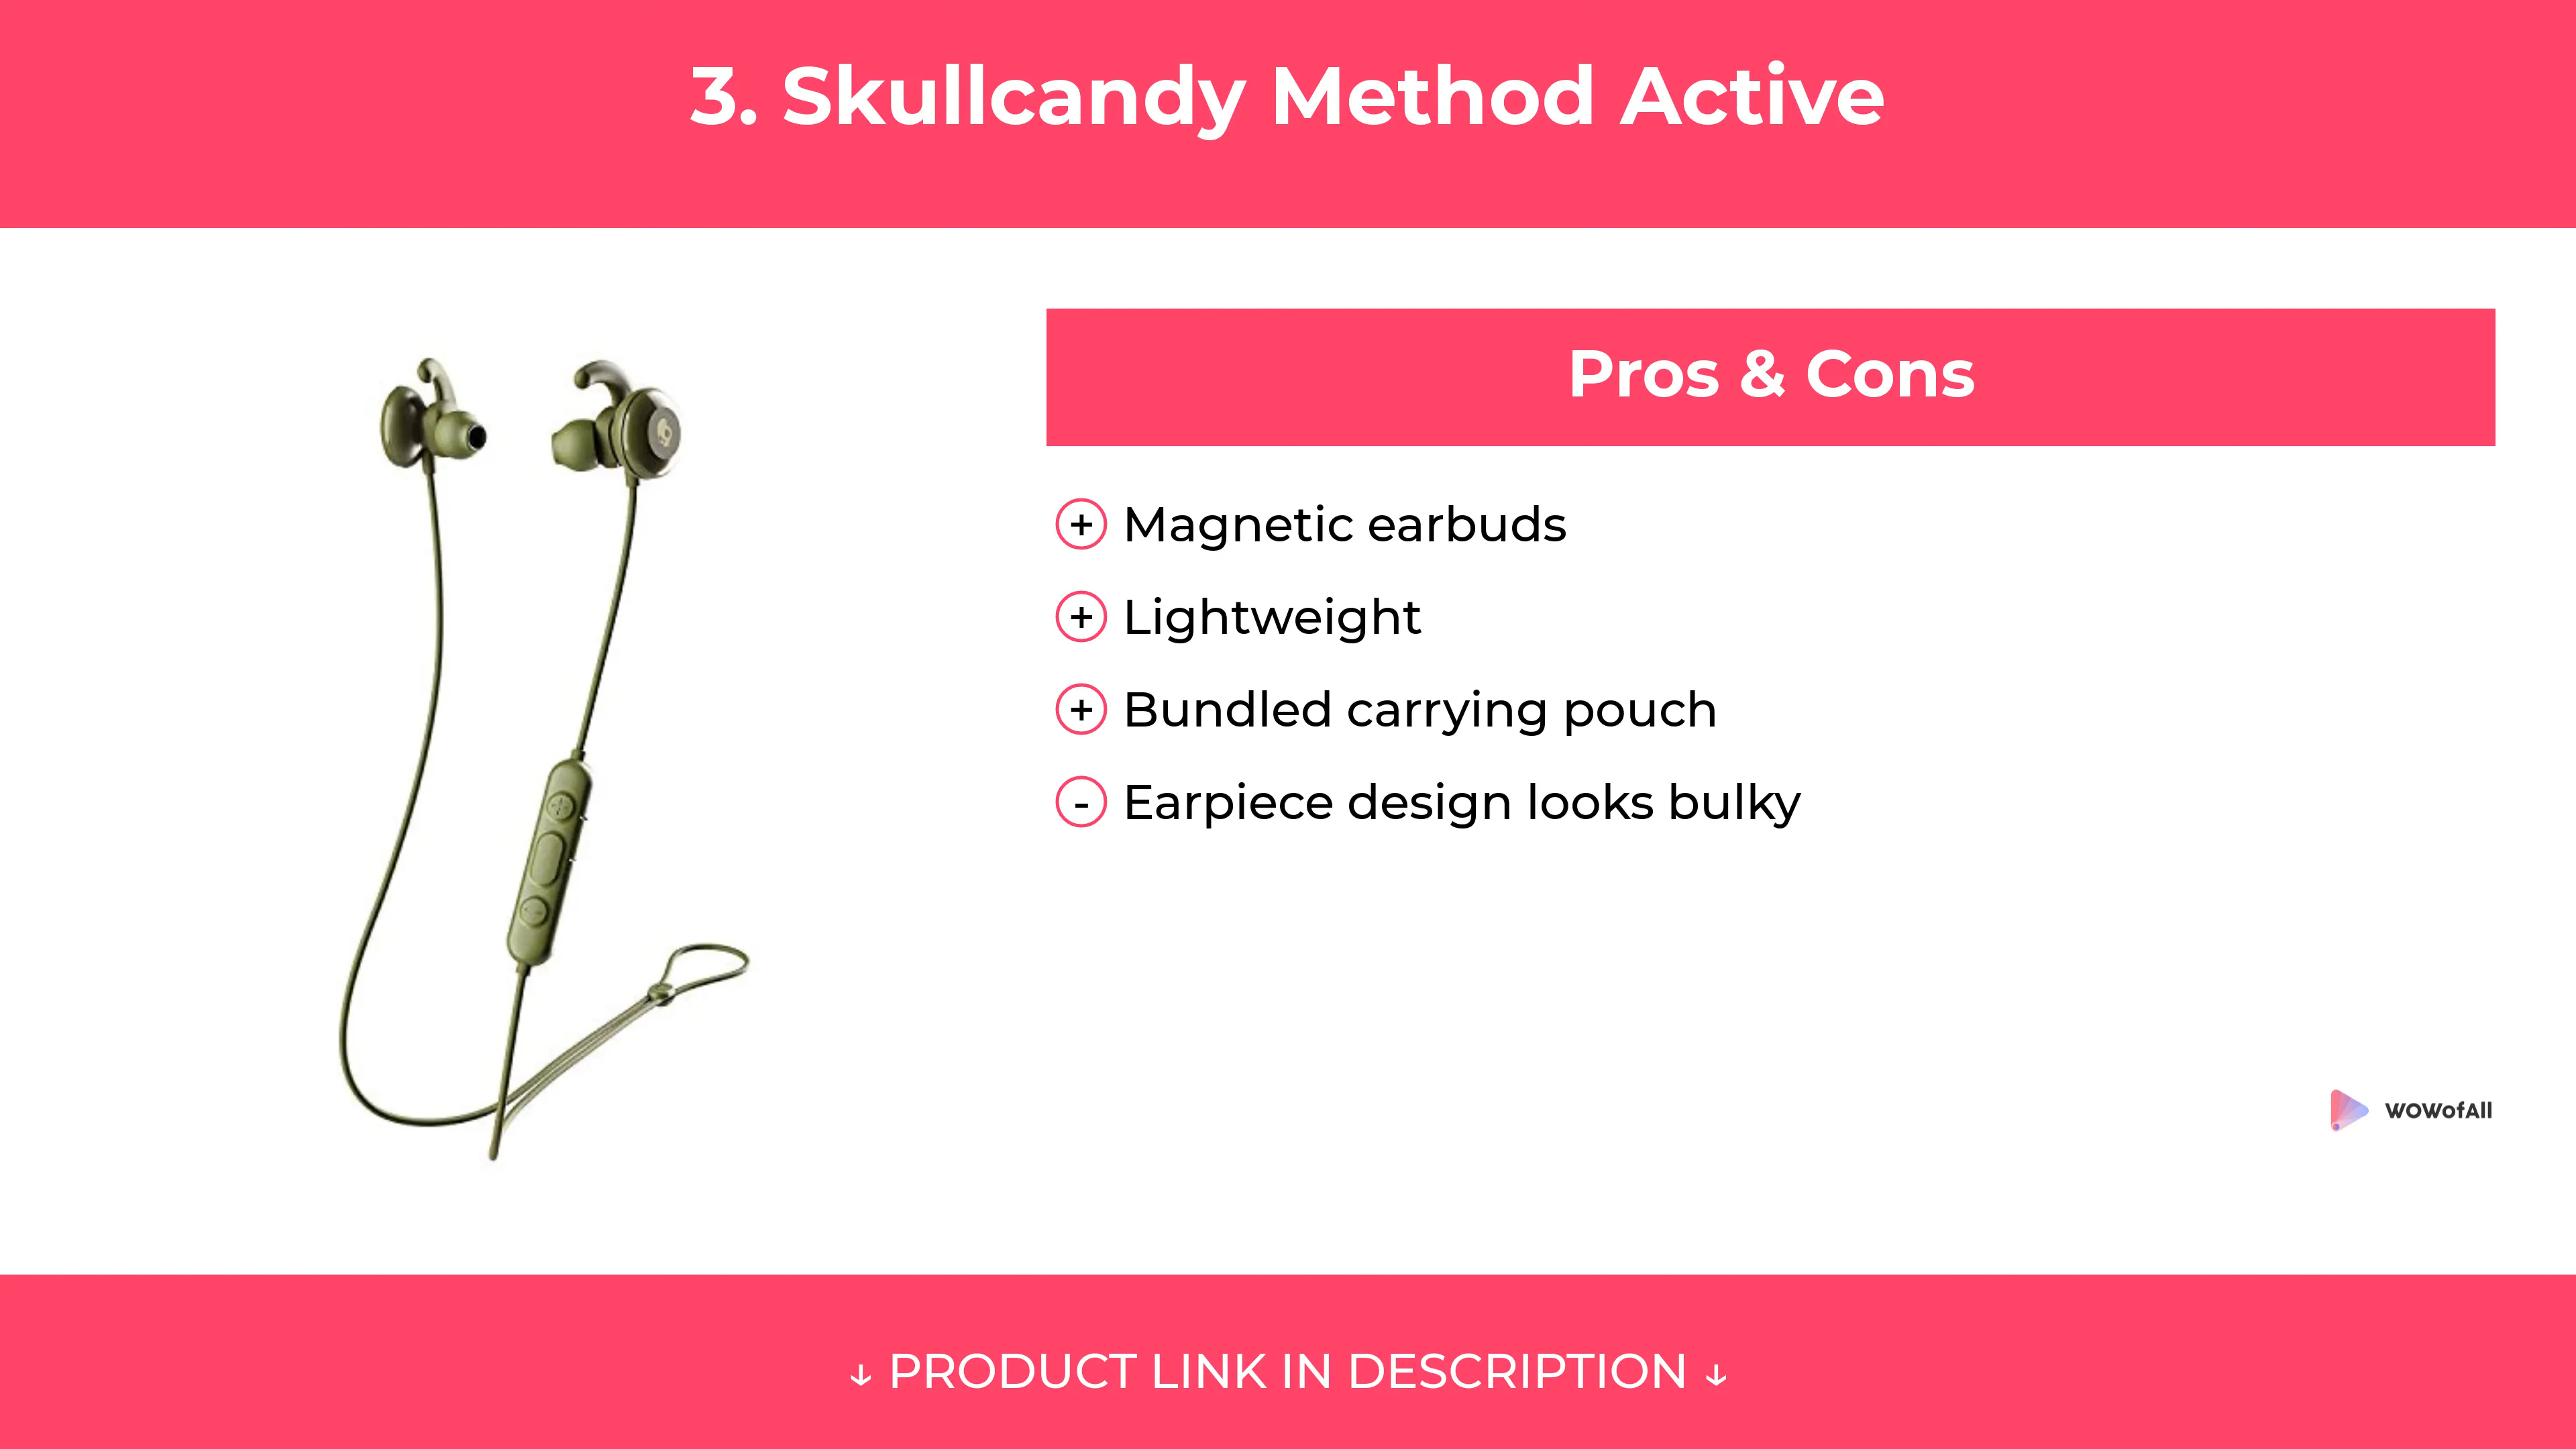 3. Skullcandy Method Active
Pros & Cons
+ Magnetic earbuds
+ Lightweight
+ Bundled carrying pouch
- Earpiece design looks bulky
WOWofAll
↓ PRODUCT LINK IN DESCRIPTION ↓